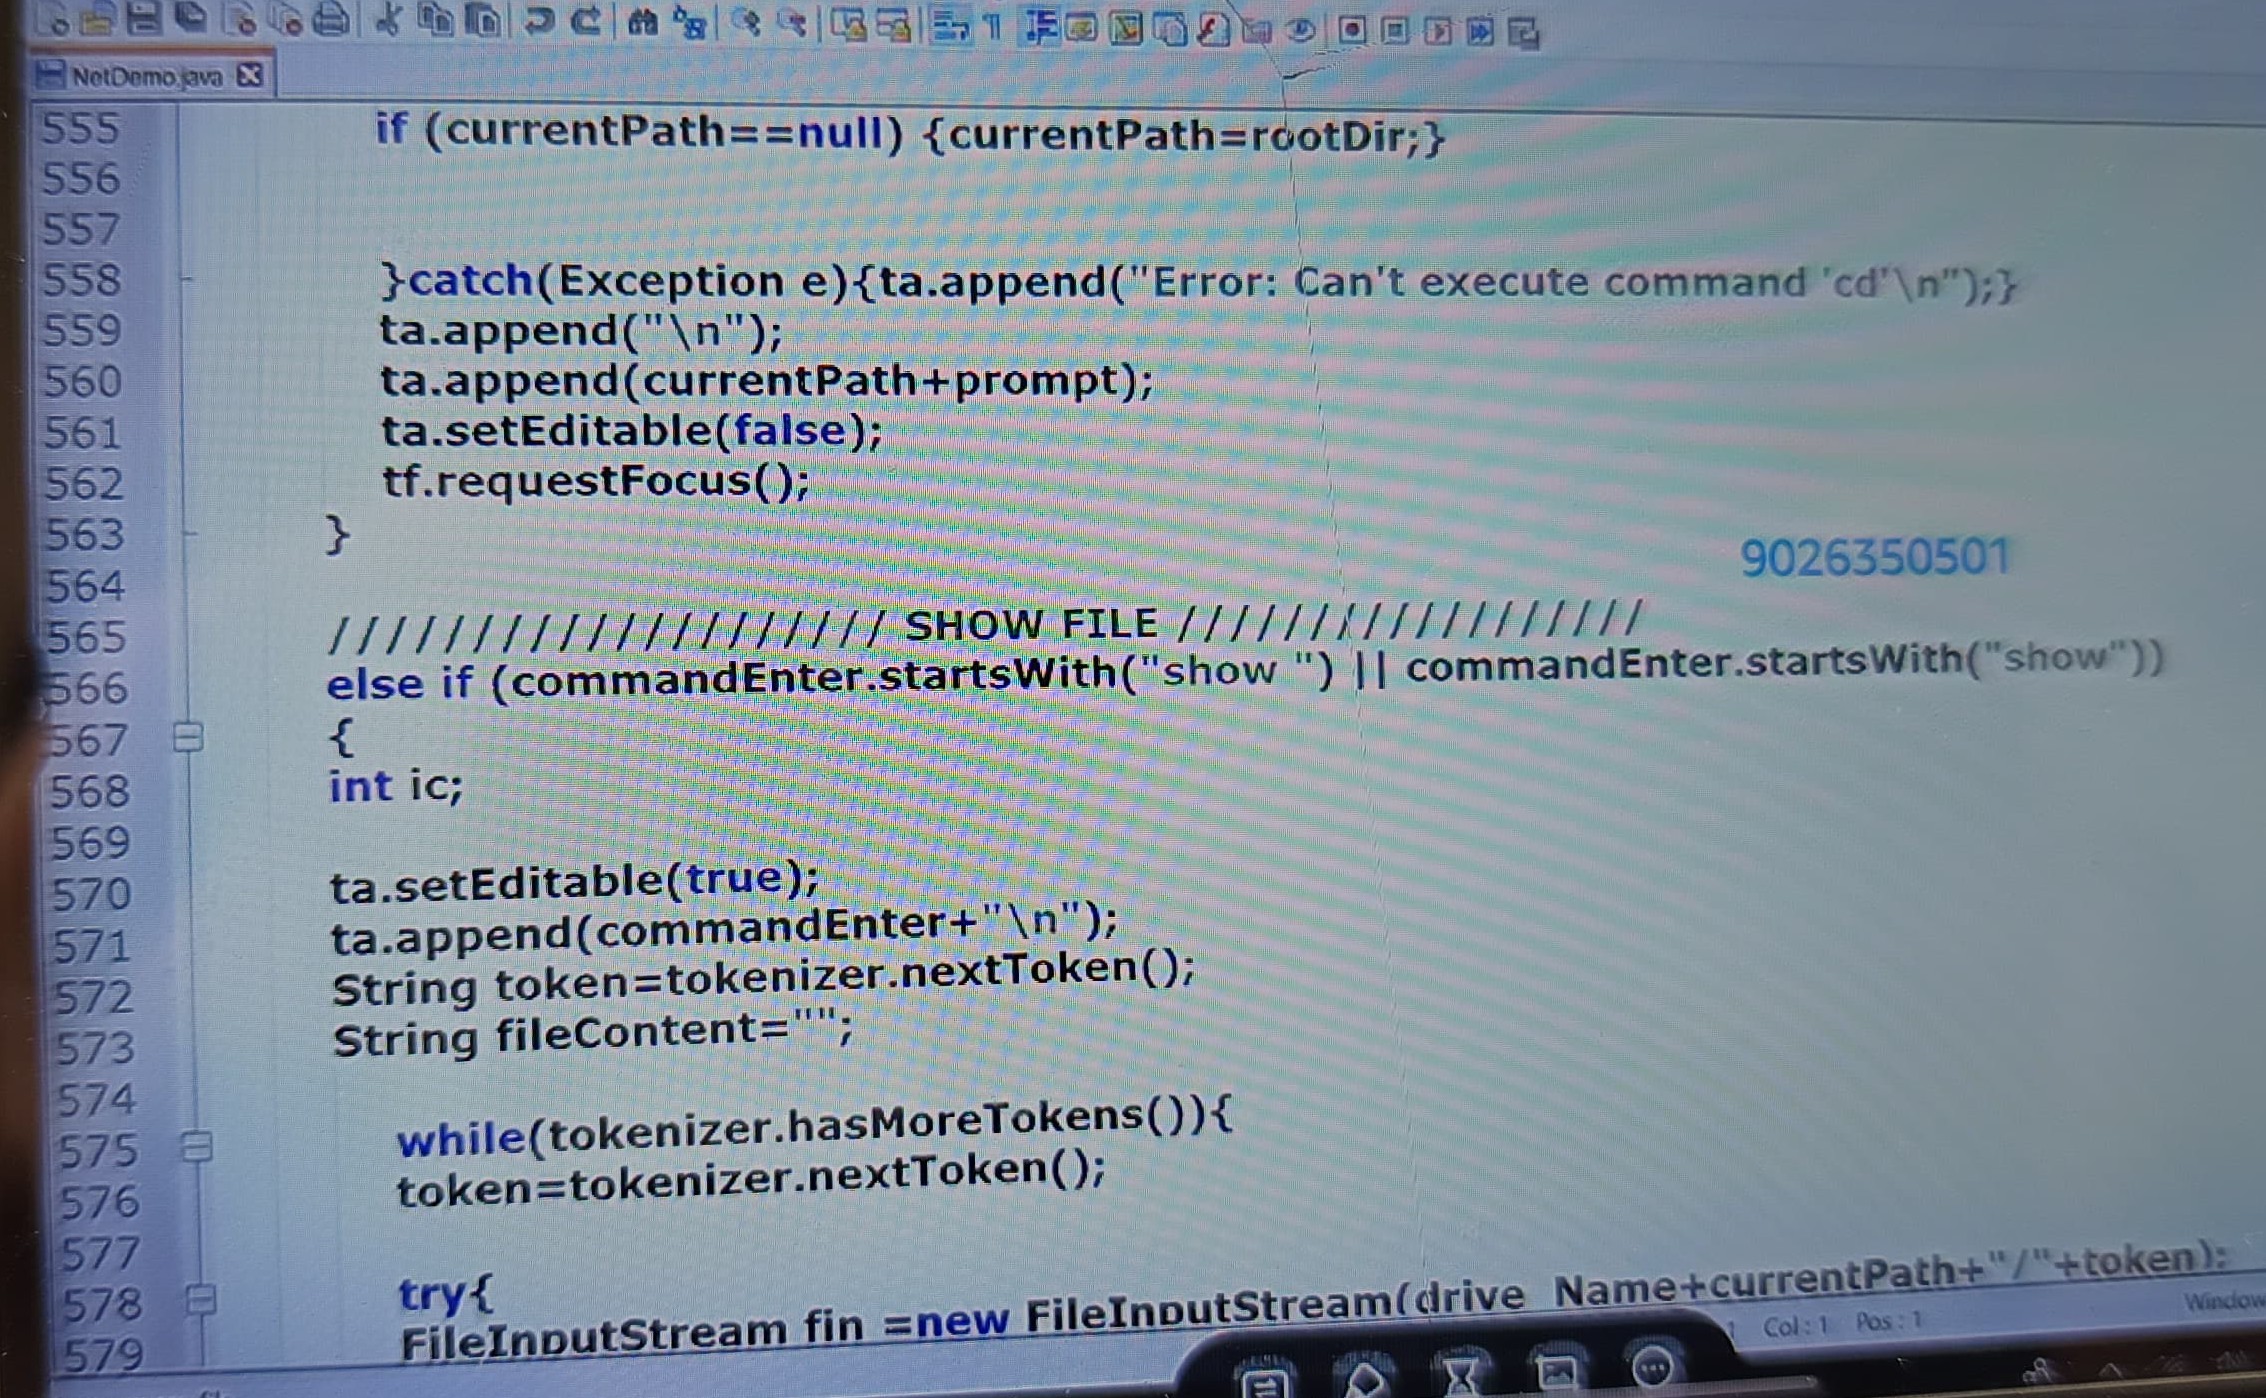 NetDemo.java
555 if (currentPath==null) {currentPath=rootDir;}
556
557
558 }catch(Exception e){ta.append("Error: Can't execute command 'cd'\n");}
559 ta.append("\n");
560 ta.append(currentPath+prompt);
561 ta.setEditable(false);
562 tf.requestFocus();
563 }
9026350501
564
565 //////////////////// SHOW FILE //////////////////
566 else if (commandEnter.startsWith("show ") || commandEnter.startsWith("show"))
567 {
568 int ic;
569
570 ta.setEditable(true);
571 ta.append(commandEnter+"\n");
572 String token=tokenizer.nextToken();
573 String fileContent="";
574
575 while(tokenizer.hasMoreTokens()){
576 token=tokenizer.nextToken();
577
578 try{
579 FileInputStream fin =new FileInputStream(drive_Name+currentPath+"/"+token);
Col : 1 Pos : 1
Window